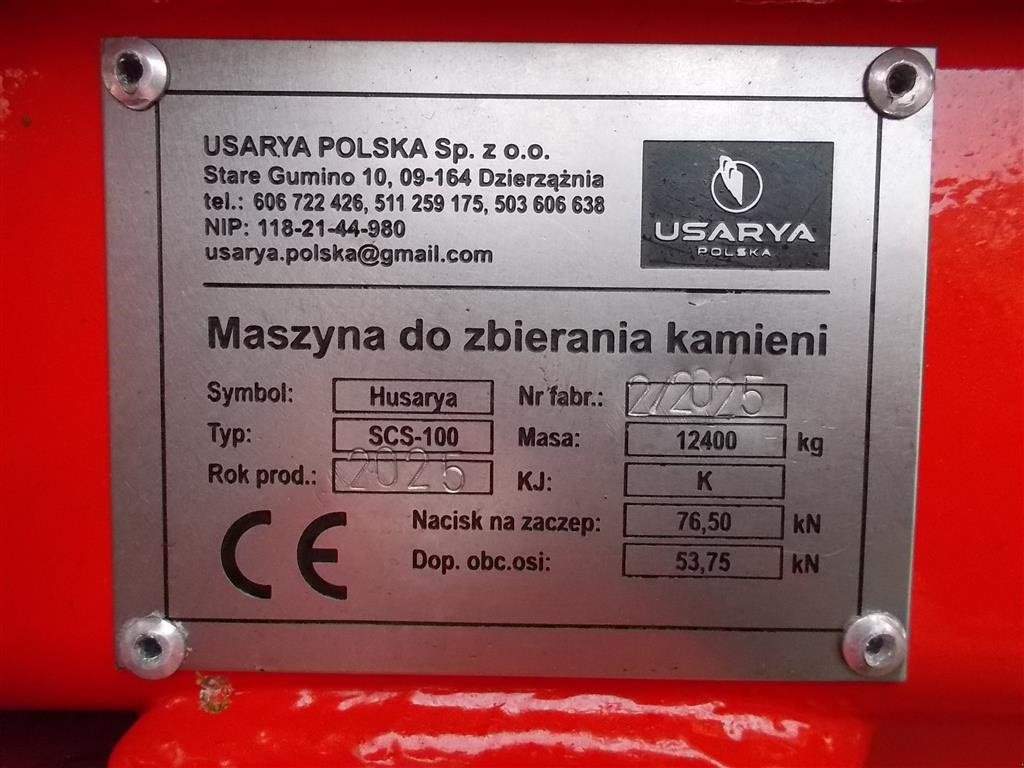 USARYA POLSKA Sp. z o.o.
Stare Gumino 10, 09-164 Dzierzążnia
tel.: 606 722 426, 511 259 175, 503 606 638
NIP: 118-21-44-980
usarya.polska@gmail.com
USARYA
POLSKA
Maszyna do zbierania kamieni
Symbol: Husarya Nr fabr.: 2/2025
Typ: SCS-100 Masa: 12400 kg
Rok prod.: 2025 KJ: K
Nacisk na zaczep: 76,50 kN
Dop. obc.osi: 53,75 kN
CE